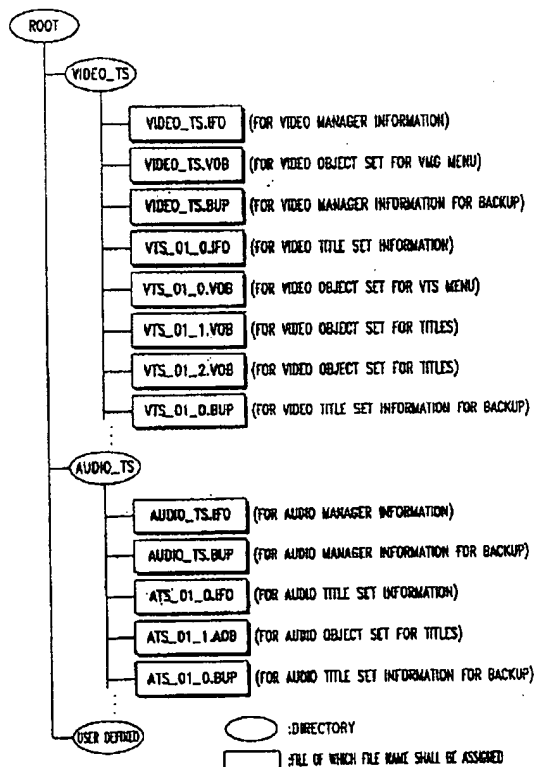 ROOT
VIDEO_TS
VIDEO_TS.IFO (FOR VIDEO MANAGER INFORMATION)
VIDEO_TS.VOB (FOR VIDEO OBJECT SET FOR VMG MENU)
VIDEO_TS.BUP (FOR VIDEO MANAGER INFORMATION FOR BACKUP)
VTS_01_0.IFO (FOR VIDEO TITLE SET INFORMATION)
VTS_01_0.VOB (FOR VIDEO OBJECT SET FOR VTS MENU)
VTS_01_1.VOB (FOR VIDEO OBJECT SET FOR TITLES)
VTS_01_2.VOB (FOR VIDEO OBJECT SET FOR TITLES)
VTS_01_0.BUP (FOR VIDEO TITLE SET INFORMATION FOR BACKUP)
AUDIO_TS
AUDIO_TS.IFO (FOR AUDIO MANAGER INFORMATION)
AUDIO_TS.BUP (FOR AUDIO MANAGER INFORMATION FOR BACKUP)
ATS_01_0.IFO (FOR AUDIO TITLE SET INFORMATION)
ATS_01_1.AOB (FOR AUDIO OBJECT SET FOR TITLES)
ATS_01_0.BUP (FOR AUDIO TITLE SET INFORMATION FOR BACKUP)
USER DEFINED
:DIRECTORY
:FILE OF WHICH FILE NAME SHALL BE ASSIGNED